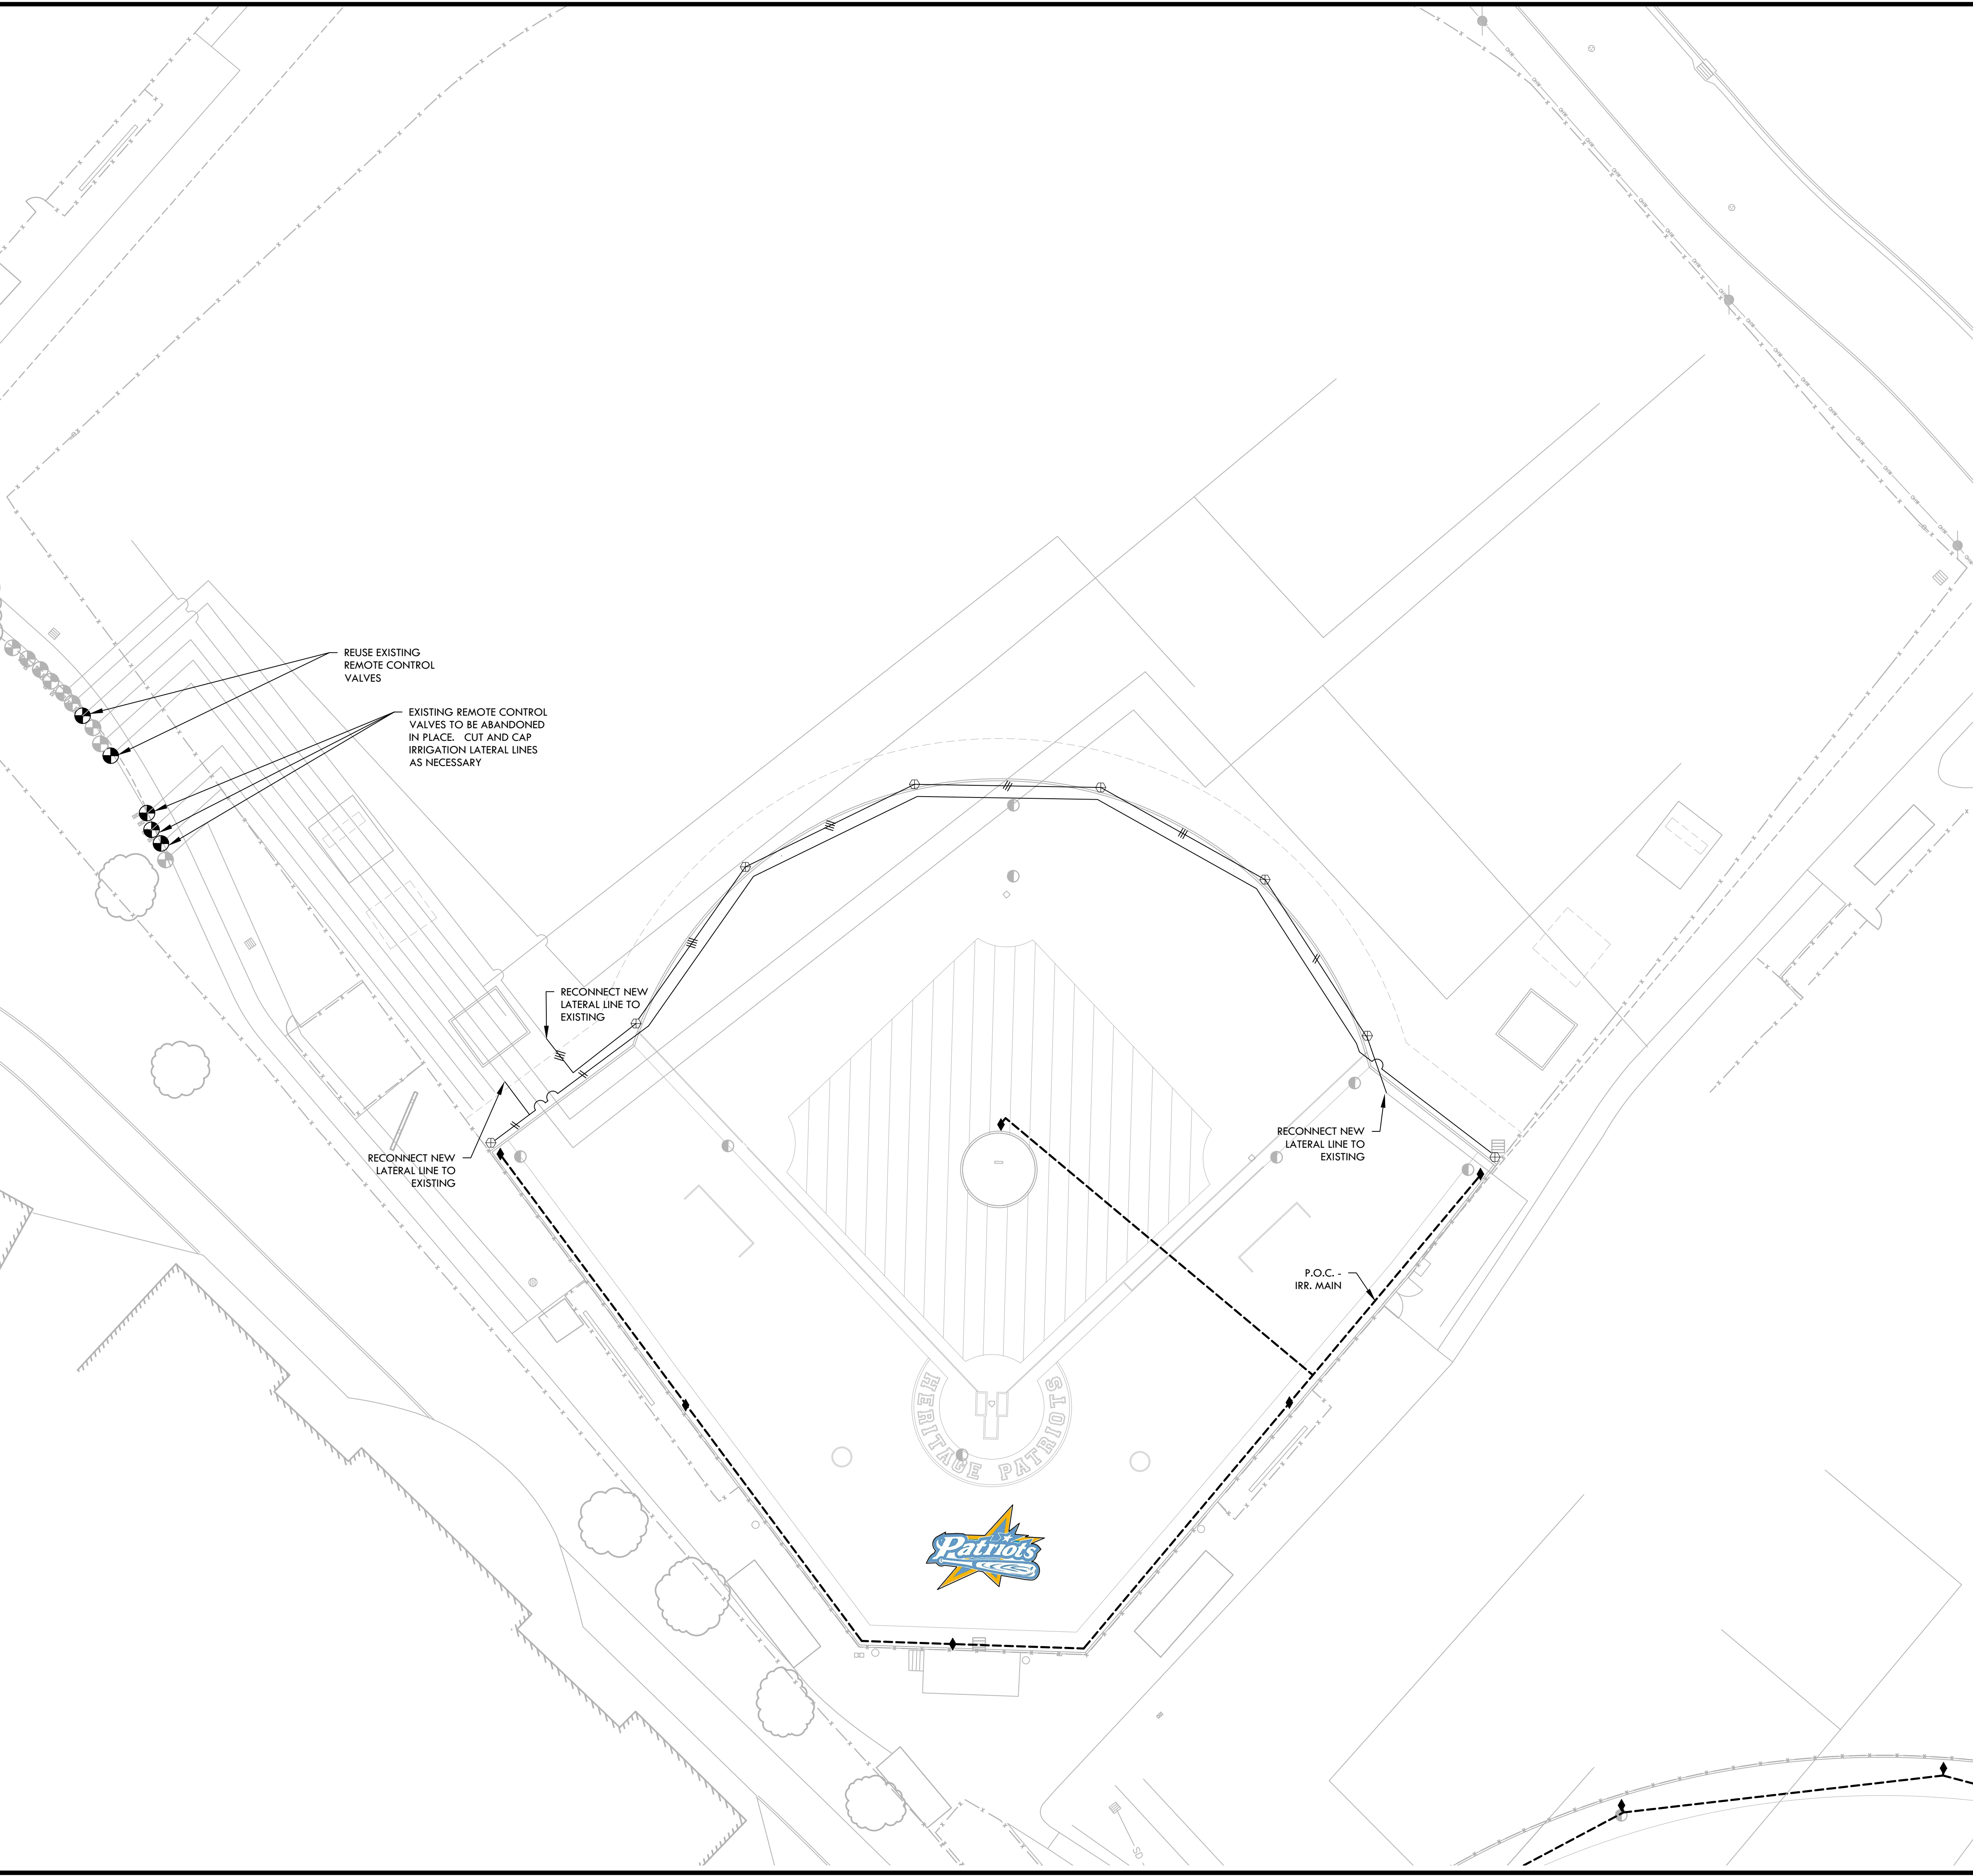 REUSE EXISTING
REMOTE CONTROL
VALVES
EXISTING REMOTE CONTROL
VALVES TO BE ABANDONED
IN PLACE. CUT AND CAP
IRRIGATION LATERAL LINES
AS NECESSARY
RECONNECT NEW
LATERAL LINE TO
EXISTING
RECONNECT NEW
LATERAL LINE TO
EXISTING
RECONNECT NEW
LATERAL LINE TO
EXISTING
P.O.C. -
IRR. MAIN
HERITAGE PATRIOTS
Patriots
SD